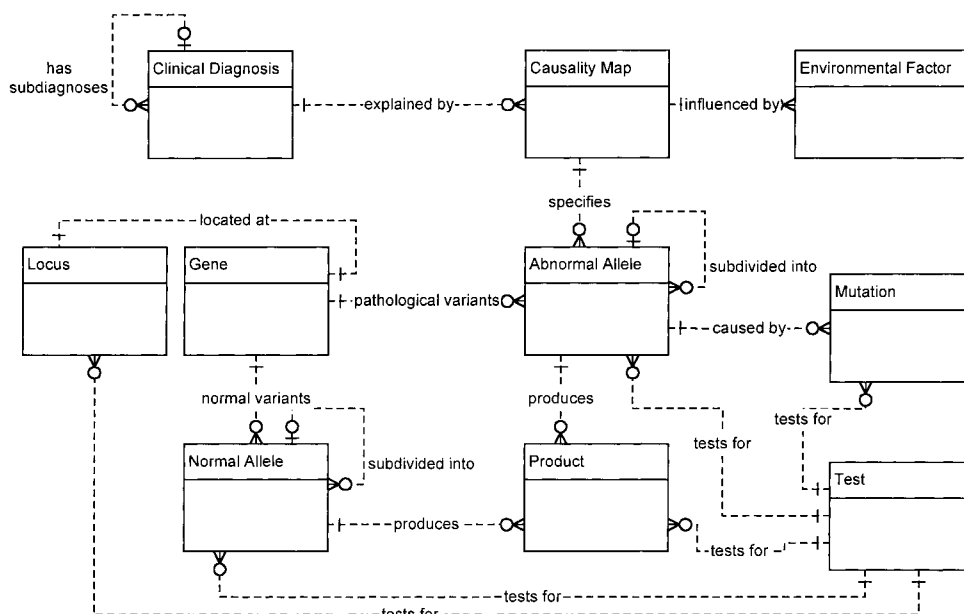 has
subdiagnoses
Clinical Diagnosis
explained by
Causality Map
influenced by
Environmental Factor
specifies
located at
Locus
Gene
pathological variants
Abnormal Allele
subdivided into
caused by
Mutation
normal variants
produces
tests for
tests for
Normal Allele
subdivided into
Product
Test
produces
tests for
tests for
tests for